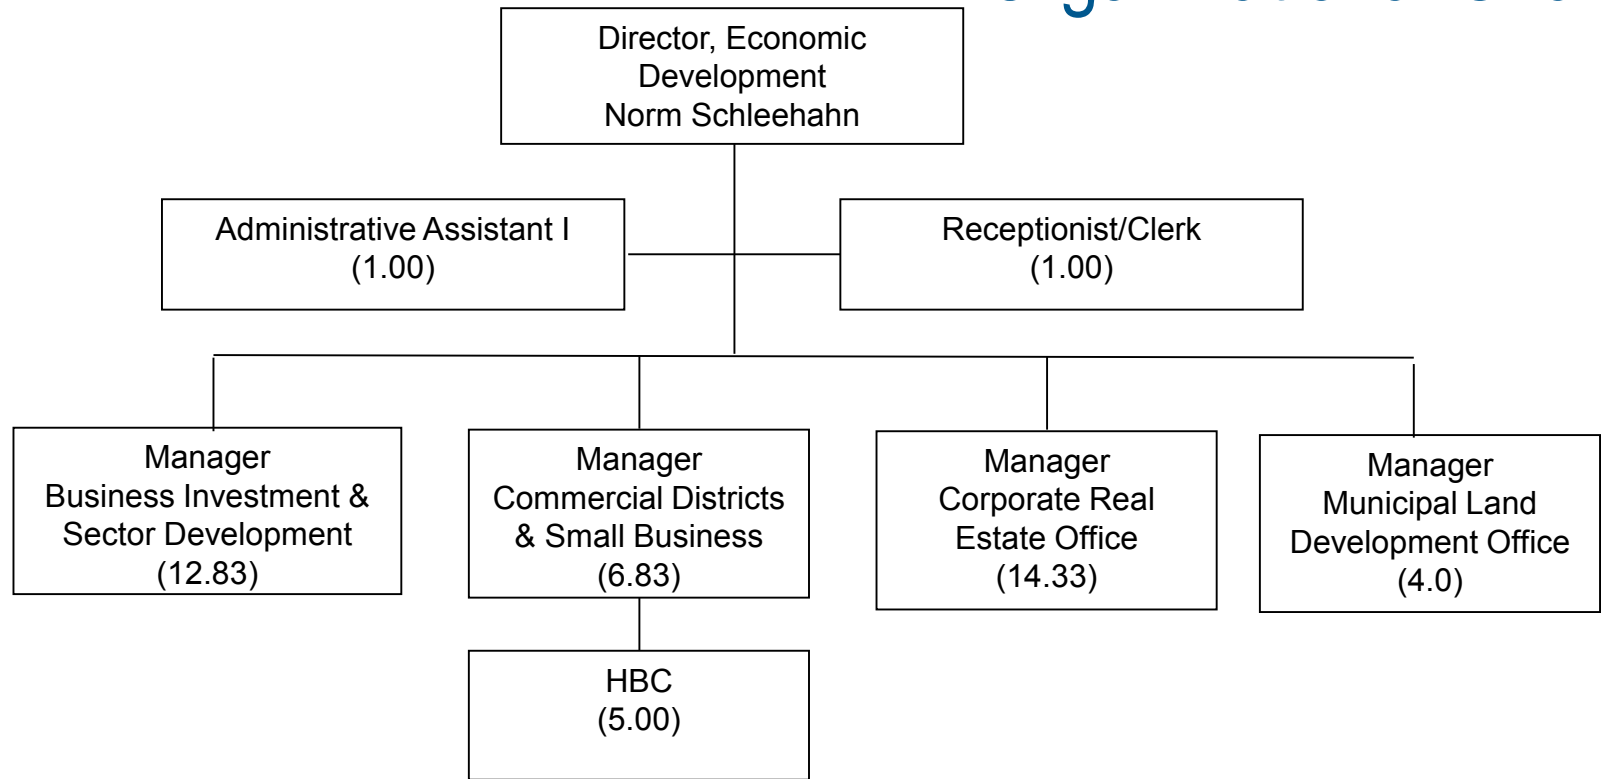 Director, Economic
Development
Norm Schleehahn
Administrative Assistant I
(1.00)
Receptionist/Clerk
(1.00)
Manager
Business Investment &
Sector Development
(12.83)
Manager
Commercial Districts
& Small Business
(6.83)
Manager
Corporate Real
Estate Office
(14.33)
Manager
Municipal Land
Development Office
(4.0)
HBC
(5.00)